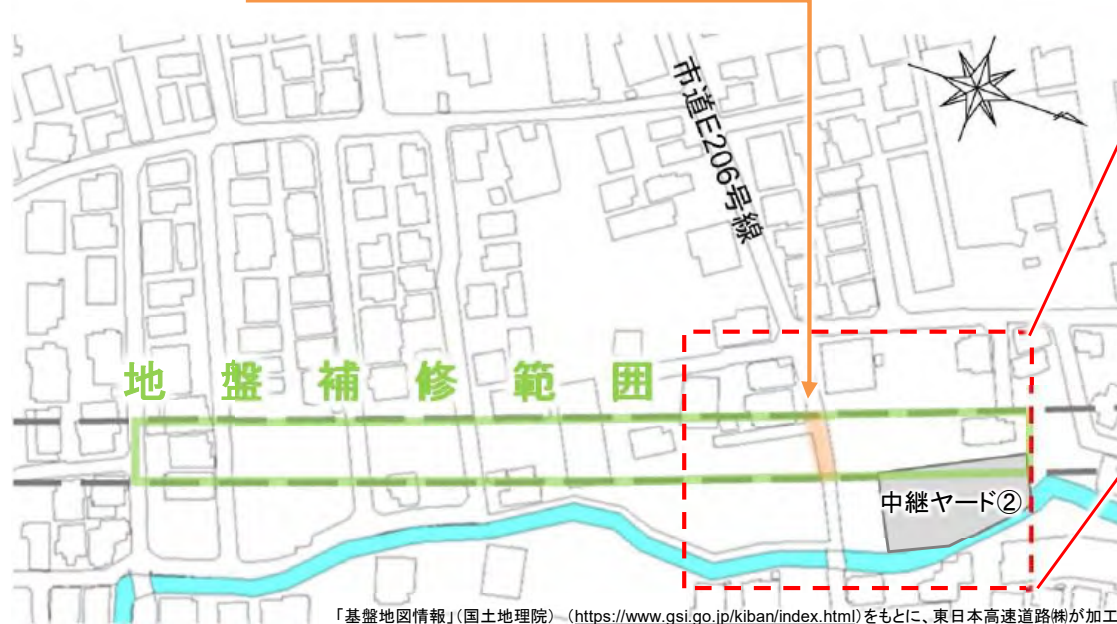 市道E206号線
地盤補修範囲
中継ヤード②
「基盤地図情報」(国土地理院) (https://www.gsi.go.jp/kiban/index.html)をもとに、東日本高速道路㈱が加工